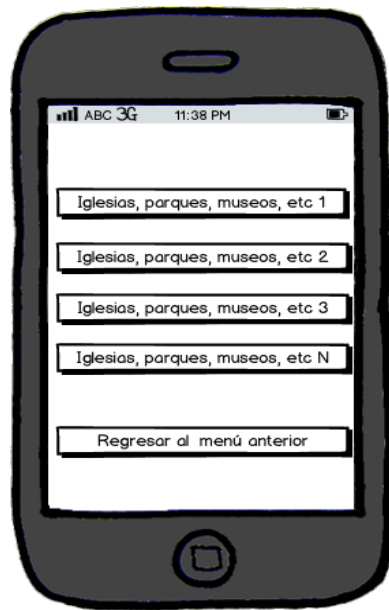 ABC 3G 11:38 PM
Iglesias, parques, museos, etc 1
Iglesias, parques, museos, etc 2
Iglesias, parques, museos, etc 3
Iglesias, parques, museos, etc N
Regresar al menú anterior